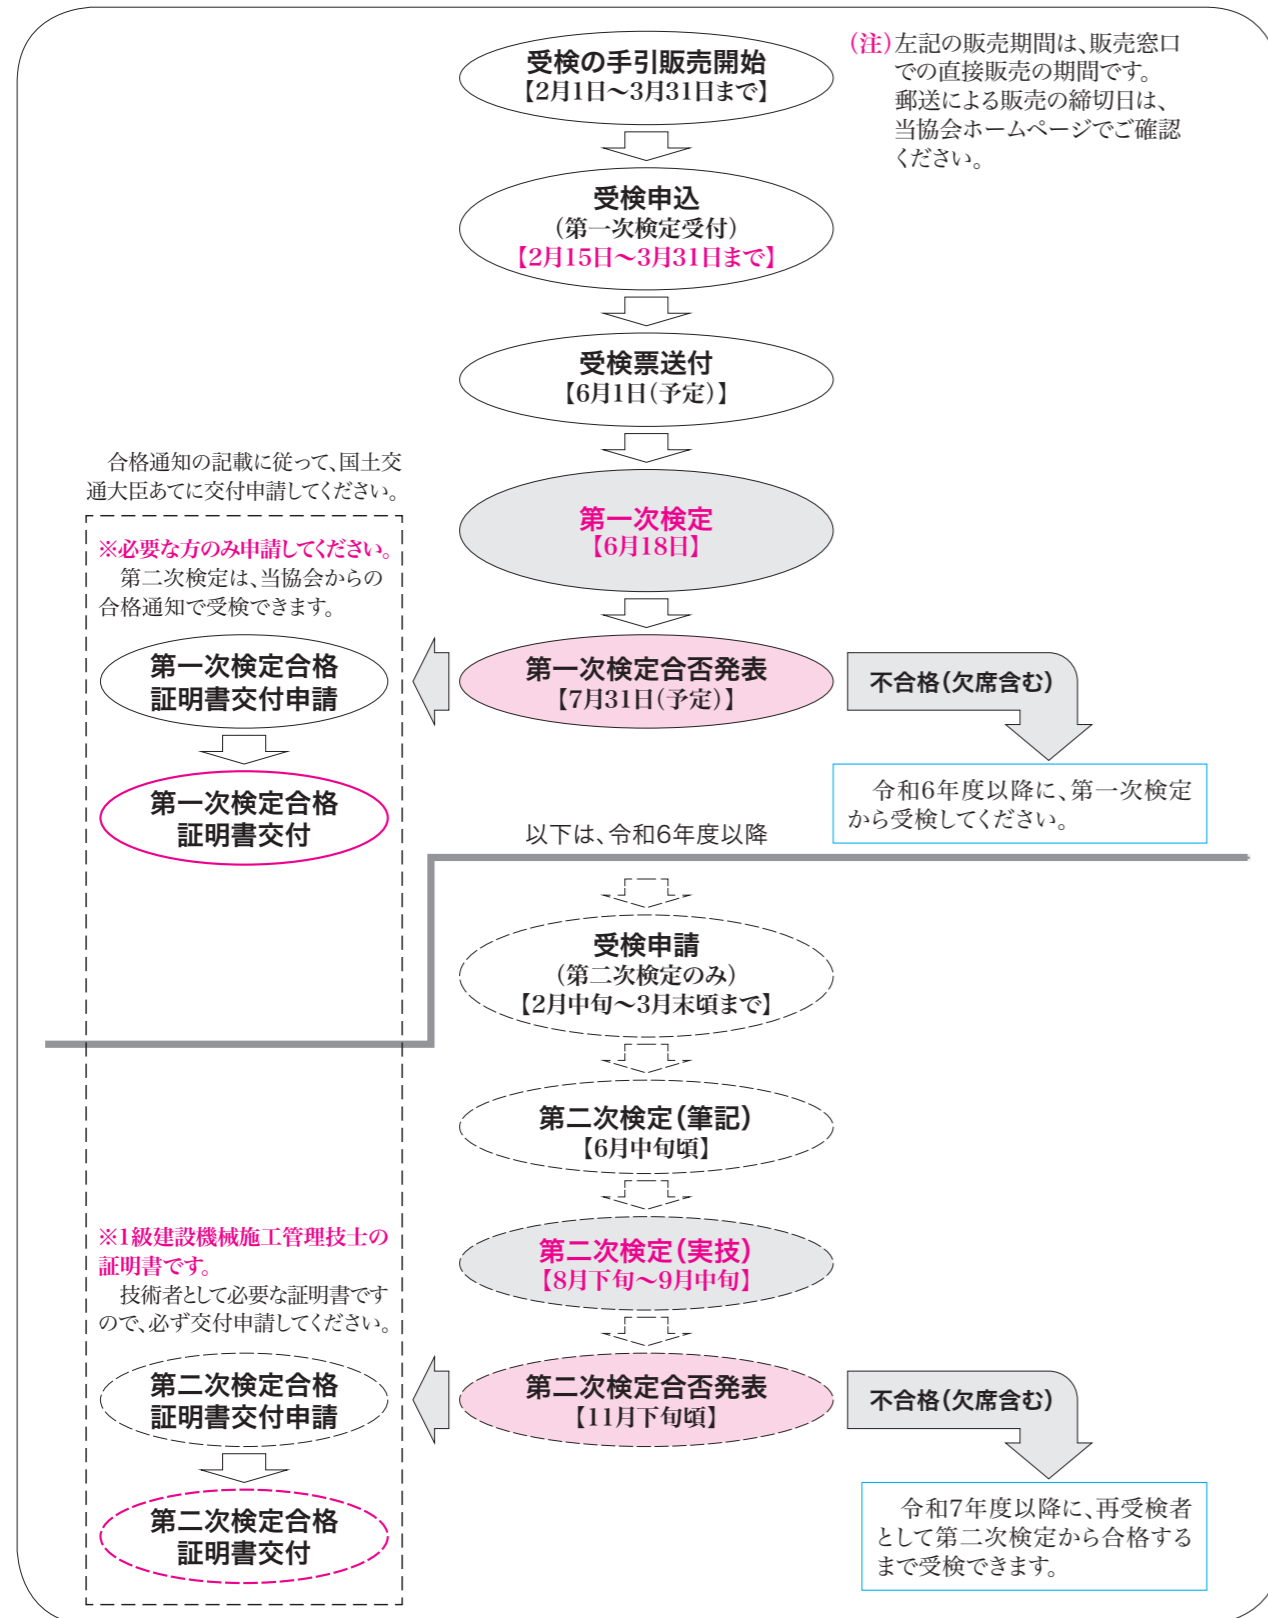 受検の手引販売開始
【2月1日～3月31日まで】
(注)左記の販売期間は、販売窓口
での直接販売の期間です。
郵送による販売の締切日は、
当協会ホームページでご確認
ください。
受検申込
(第一次検定受付)
【2月15日～3月31日まで】
受検票送付
【6月1日(予定)】
合格通知の記載に従って、国土交
通大臣あてに交付申請してください。
第一次検定
【6月18日】
※必要な方のみ申請してください。
第二次検定は、当協会からの
合格通知で受検できます。
第一次検定合格
証明書交付申請
第一次検定合否発表
【7月31日(予定)】
不合格(欠席含む)
第一次検定合格
証明書交付
令和6年度以降に、第一次検定
から受検してください。
以下は、令和6年度以降
受検申請
(第二次検定のみ)
【2月中旬～3月末頃まで】
第二次検定(筆記)
【6月中旬頃】
※1級建設機械施工管理技士の
証明書です。
技術者として必要な証明書です
ので、必ず交付申請してください。
第二次検定(実技)
【8月下旬～9月中旬】
第二次検定合格
証明書交付申請
第二次検定合否発表
【11月下旬頃】
不合格(欠席含む)
第二次検定合格
証明書交付
令和7年度以降に、再受検者
として第二次検定から合格する
まで受検できます。